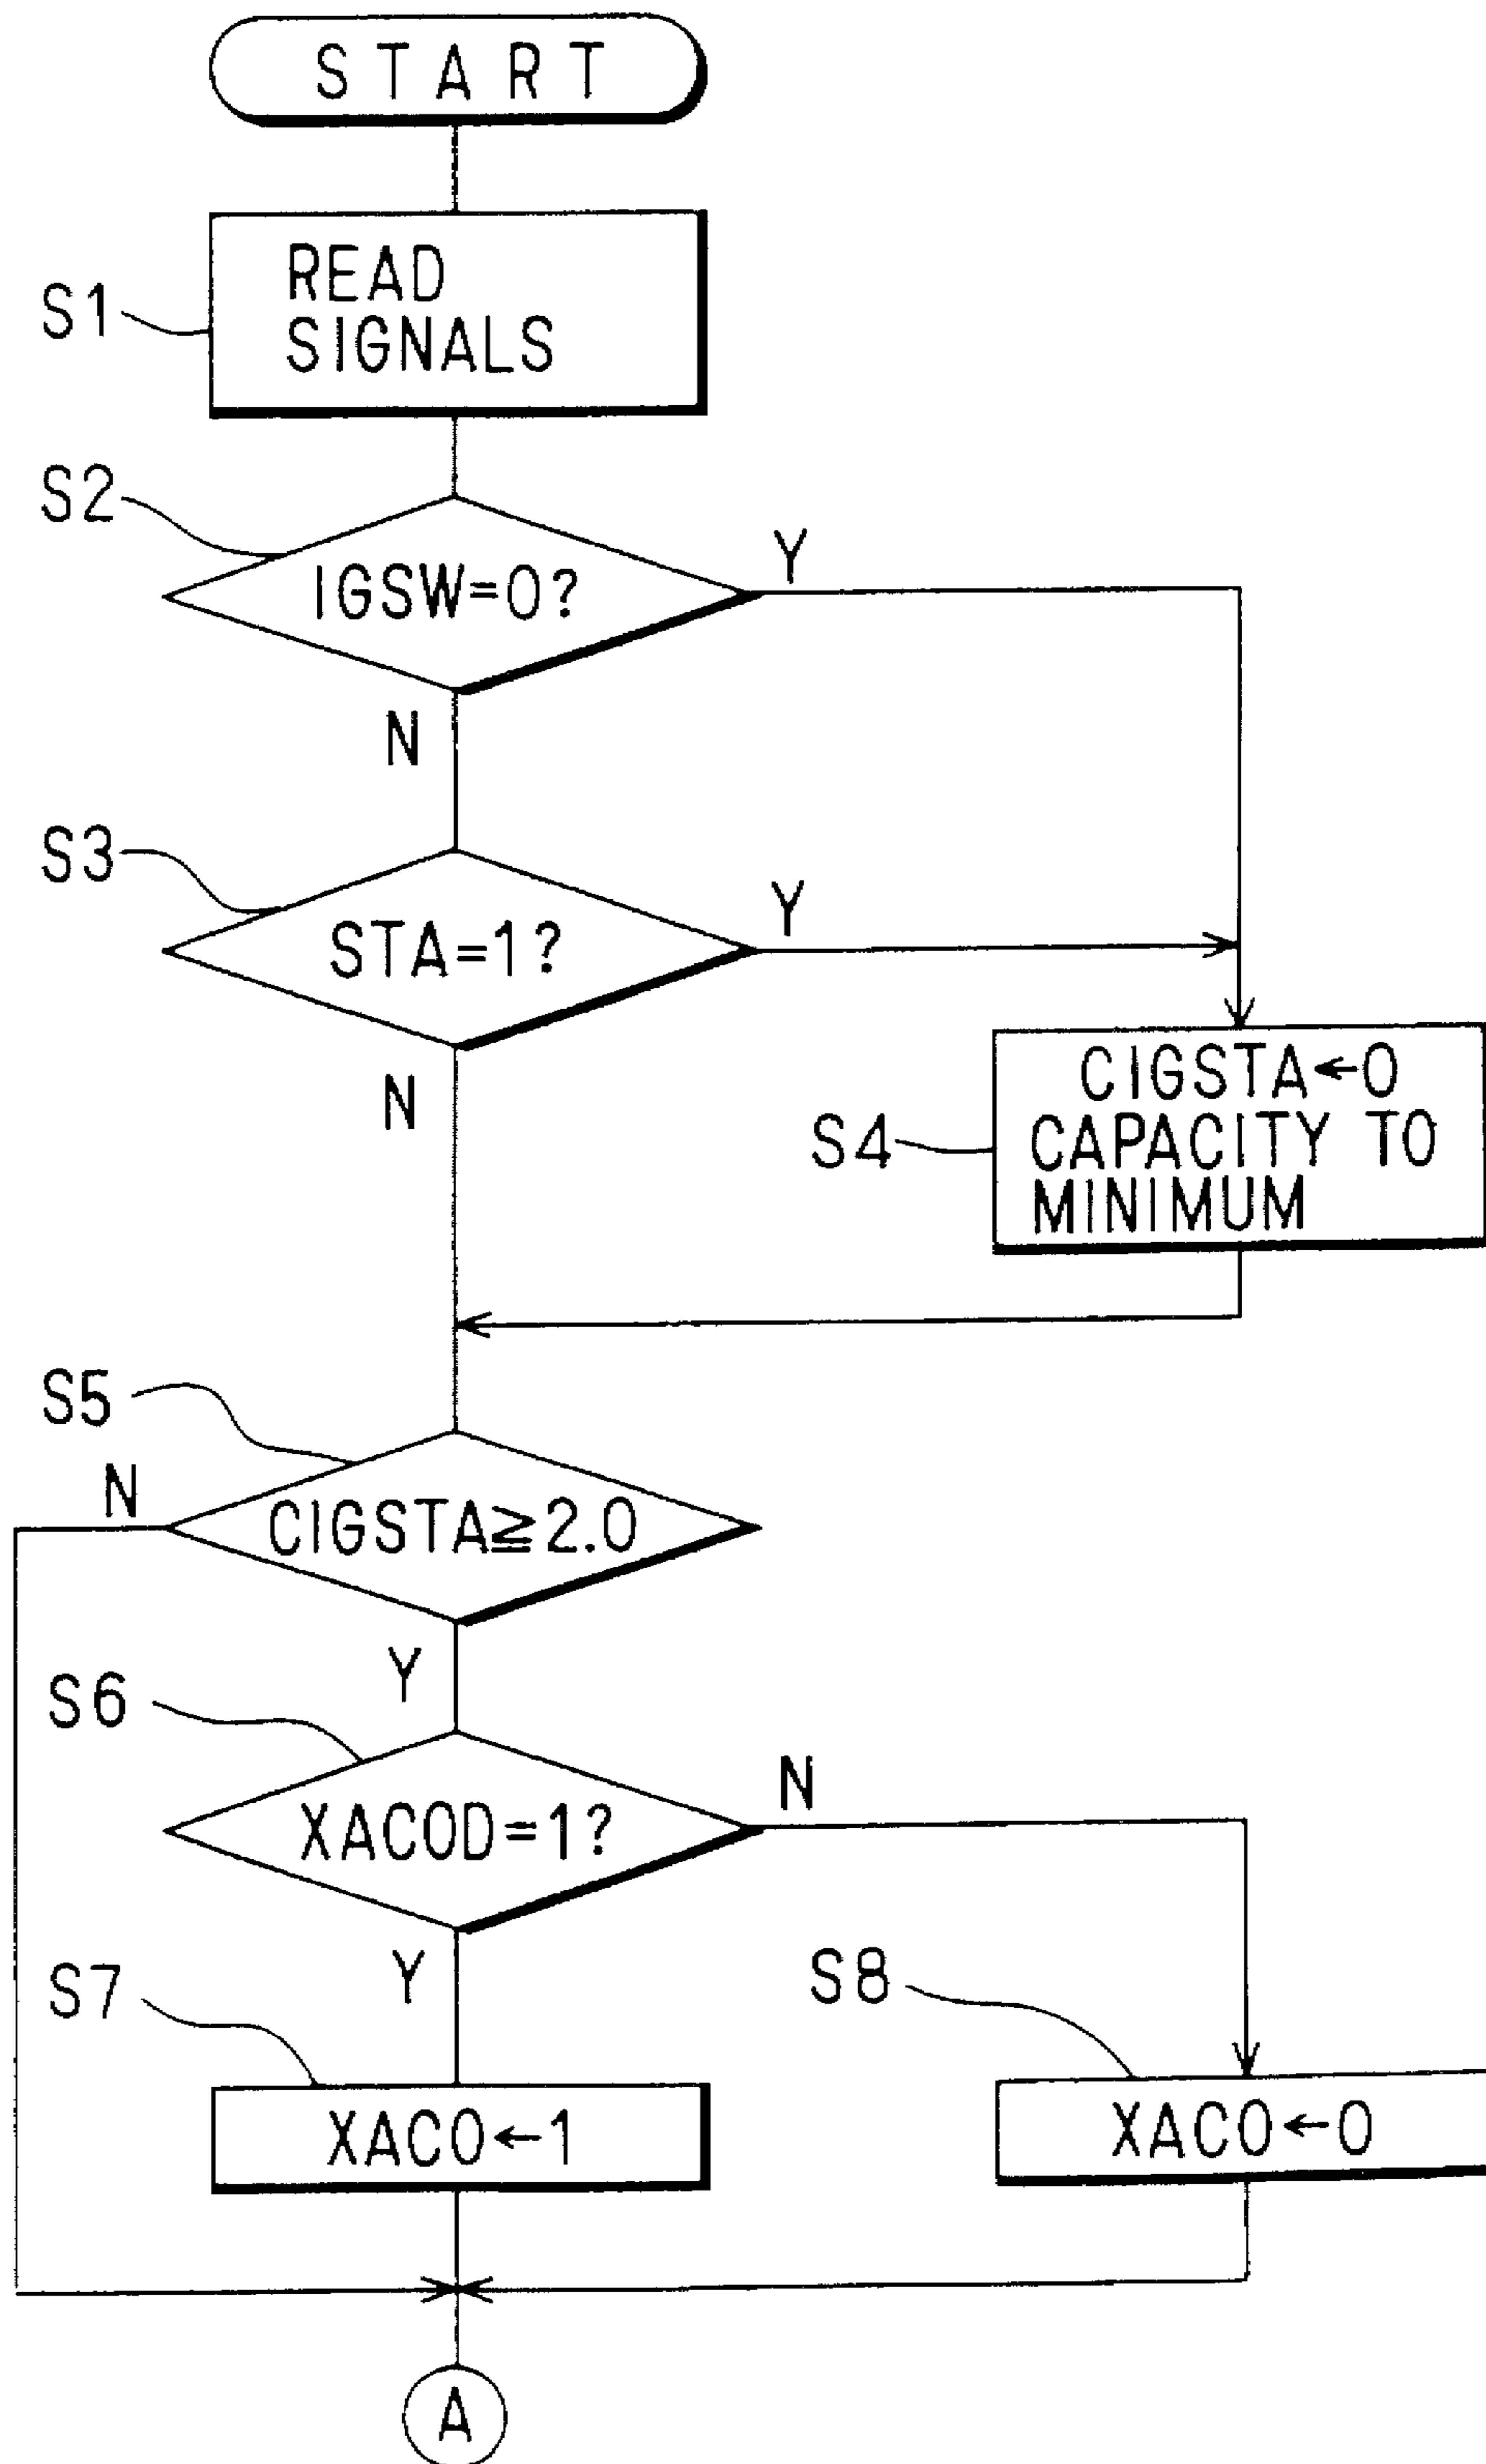 START
S1
READ
SIGNALS
S2
IGSW=0?
Y
N
S3
STA=1?
Y
N
S4
CIGSTA←0
CAPACITY TO
MINIMUM
S5
N
CIGSTA≧2.0
Y
S6
XACOD=1?
N
Y
S7
XACO←1
S8
XACO←0
A